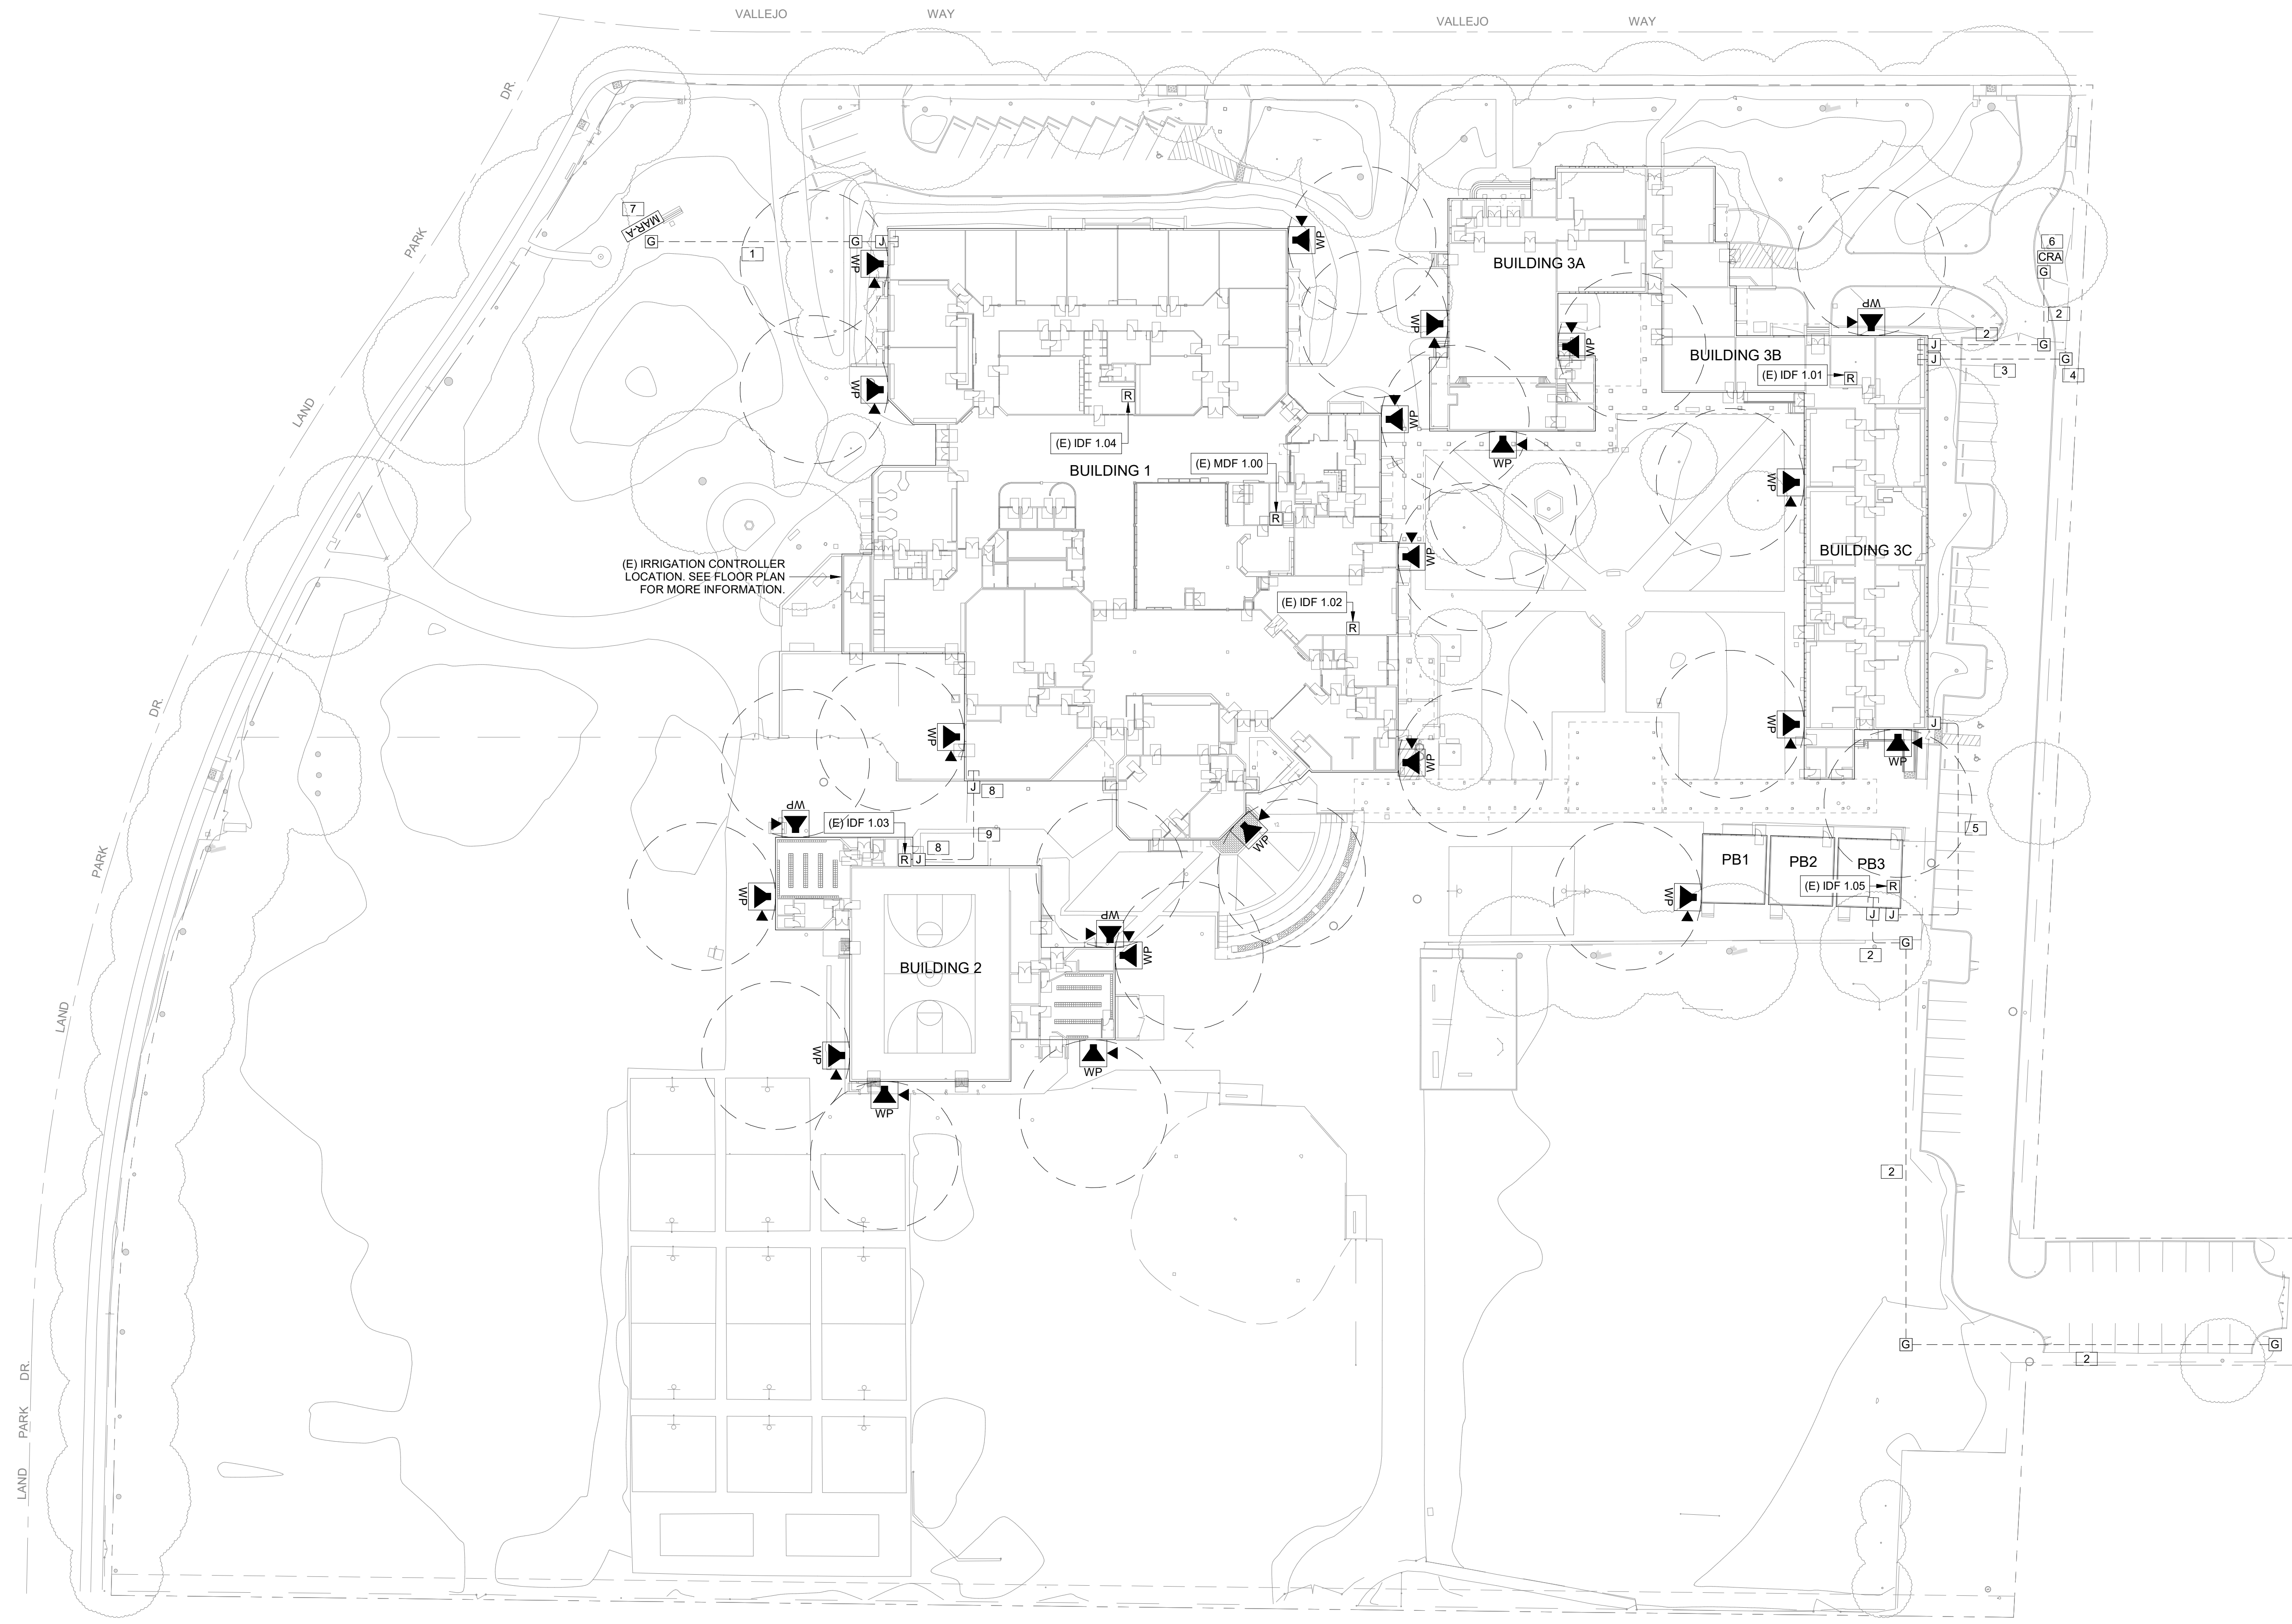 VALLEJO WAY
VALLEJO WAY
DR.
PARK
LAND
DR.
PARK
LAND
DR.
PARK
LAND
7
MAR-A
G
1
G
J
WP
WP
WP
BUILDING 3A
WP
WP
WP
6
CRA
G
2
2
J
G
J
G
3
4
BUILDING 3B
(E) IDF 1.01
R
R
(E) IDF 1.04
WP
WP
BUILDING 1
(E) MDF 1.00
R
WP
WP
BUILDING 3C
(E) IRRIGATION CONTROLLER
LOCATION. SEE FLOOR PLAN
FOR MORE INFORMATION.
(E) IDF 1.02
R
WP
WP
WP
J
WP
J
8
WP
(E) IDF 1.03
9
8
R
J
WP
5
PB1
PB2
PB3
(E) IDF 1.05
R
WP
WP
J
J
G
2
WP
WP
BUILDING 2
WP
WP
WP
2
G
G
2